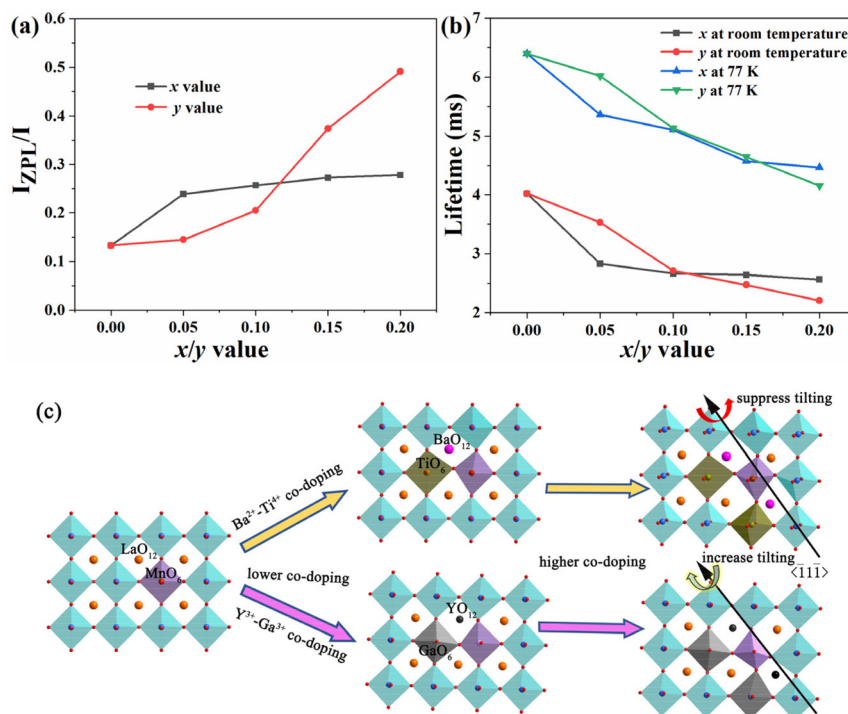 (a)
0.6
0.5
0.4
0.3
0.2
0.1
0.0
I_ZPL/I
x value
y value
0.00 0.05 0.10 0.15 0.20
x/y value
(b)
7
6
5
4
3
2
Lifetime (ms)
x at room temperature
y at room temperature
x at 77 K
y at 77 K
0.00 0.05 0.10 0.15 0.20
x/y value
(c)
LaO₁₂
MnO₆
Ba²⁺-Ti⁴⁺ co-doping
lower co-doping
Y³⁺-Ga³⁺ co-doping
BaO₁₂
TiO₆
YO₁₂
GaO₆
higher co-doping
suppress tilting
increase tilting
⟨1̄11̄⟩